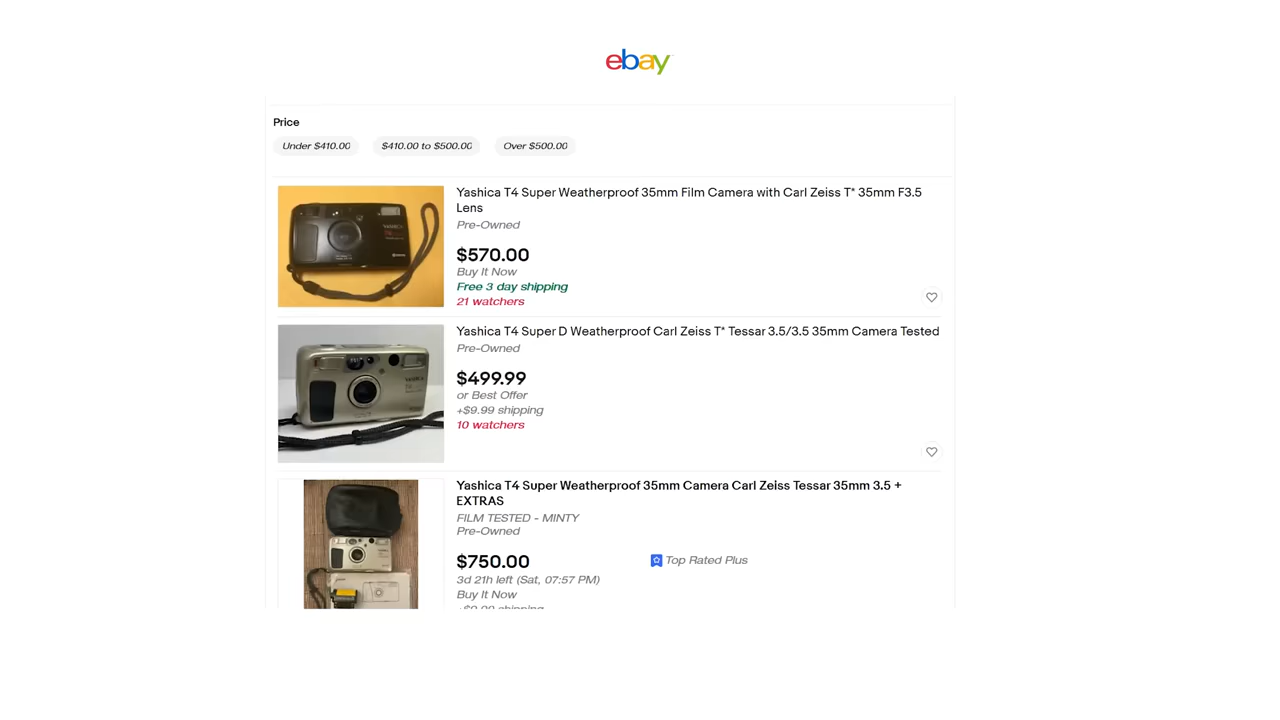 ebay
Price
Under $410.00
$410.00 to $500.00
Over $500.00
Yashica T4 Super Weatherproof 35mm Film Camera with Carl Zeiss T* 35mm F3.5
Lens
Pre-Owned
$570.00
Buy It Now
Free 3 day shipping
21 watchers
Yashica T4 Super D Weatherproof Carl Zeiss T* Tessar 3.5/3.5 35mm Camera Tested
Pre-Owned
$499.99
or Best Offer
+$9.99 shipping
10 watchers
Yashica T4 Super Weatherproof 35mm Camera Carl Zeiss Tessar 35mm 3.5 +
EXTRAS
FILM TESTED - MINTY
Pre-Owned
$750.00
Top Rated Plus
3d 21h left (Sat, 07:57 PM)
Buy It Now